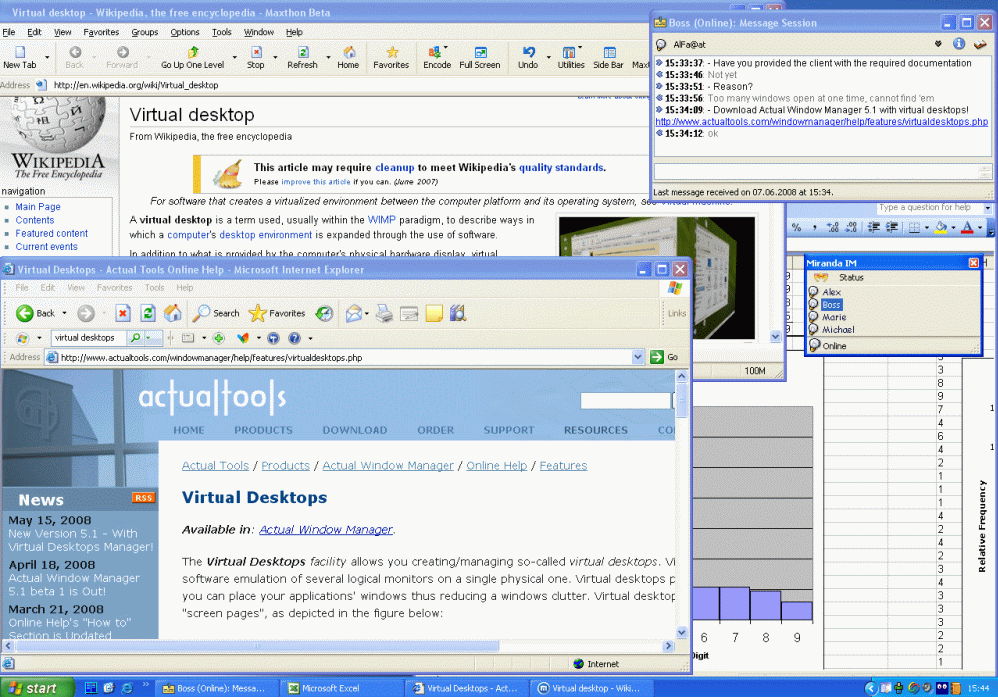 Virtual desktop - Wikipedia, the free encyclopedia - Maxthon Beta
File Edit View Favorites Groups Options Tools Window Help
New Tab Back Forward Go Up One Level Stop Refresh Home Favorites Encode Full Screen Undo Utilities Side Bar
Address http://en.wikipedia.org/wiki/Virtual_desktop
WIKIPEDIA
The Free Encyclopedia
navigation
Main Page
Contents
Featured content
Current events
Virtual desktop
From Wikipedia, the free encyclopedia
This article may require cleanup to meet Wikipedia's quality standards.
Please improve this article if you can. (June 2007)
For software that creates a virtualized environment between the computer platform and its operating system, see
A virtual desktop is a term used, usually within the WIMP paradigm, to describe ways in
which a computer's desktop environment is expanded through the use of software.
In addition to what is provided by the computer's physical hardware display, virtual
100M
Boss (Online): Message Session
AlFa@at
15:33:37: - Have you provided the client with the required documentation
15:33:46: Not yet
15:33:51: - Reason?
15:33:56: Too many windows open at one time, cannot find 'em
15:34:09: - Download Actual Window Manager 5.1 with virtual desktops!
http://www.actualtools.com/windowmanager/help/features/virtualdesktops.php
15:34:12: ok
Last message received on 07.06.2008 at 15:34.
Type a question for help
Miranda IM
Status
Alex
Boss
Marie
Michael
Online
3
8
9
7
4
6
4
2
1
1
1
4
2
4
2
3
4
2
3
3
2
2
1
1
1
Relative Frequency
6 7 8 9
Digit
Virtual Desktops - Actual Tools Online Help - Microsoft Internet Explorer
File Edit View Favorites Tools Help
Back Search Favorites Links
virtual desktops
Address http://www.actualtools.com/windowmanager/help/features/virtualdesktops.php Go
actualtools
HOME PRODUCTS DOWNLOAD ORDER SUPPORT RESOURCES CO
Actual Tools / Products / Actual Window Manager / Online Help / Features
Virtual Desktops
Available in: Actual Window Manager.
The Virtual Desktops facility allows you creating/managing so-called virtual desktops. Vi
software emulation of several logical monitors on a single physical one. Virtual desktops p
you can place your applications' windows thus reducing a windows clutter. Virtual desktop
"screen pages", as depicted in the figure below:
News RSS
May 15, 2008
New Version 5.1 - With
Virtual Desktops Manager!
April 18, 2008
Actual Window Manager
5.1 beta 1 is Out!
March 21, 2008
Online Help's "How to"
Section is Updated
Internet
start
Boss (Online): Messa...
Microsoft Excel
Virtual Desktops - Act...
Virtual desktop - Wiki...
15:44